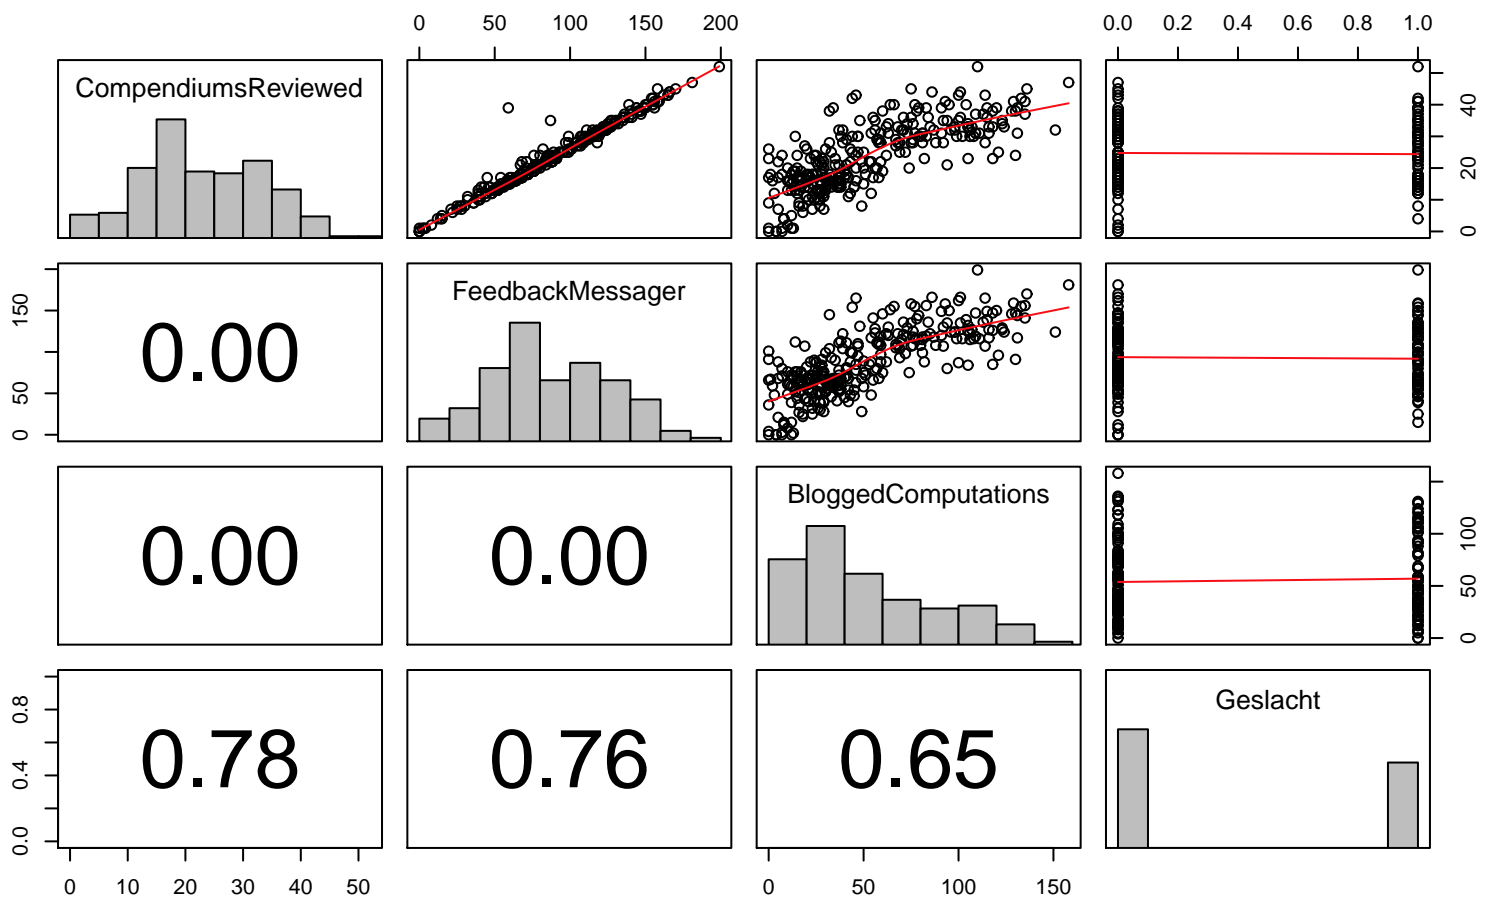 0 50 100 150 200
0.0 0.2 0.4 0.6 0.8 1.0
CompendiumsReviewed
0 20 40
0 50 150
0.00
FeedbackMessager
0.00
0.00
BloggedComputations
0 50 100
0.0 0.4 0.8
0.78
0.76
0.65
Geslacht
0 10 20 30 40 50
0 50 100 150